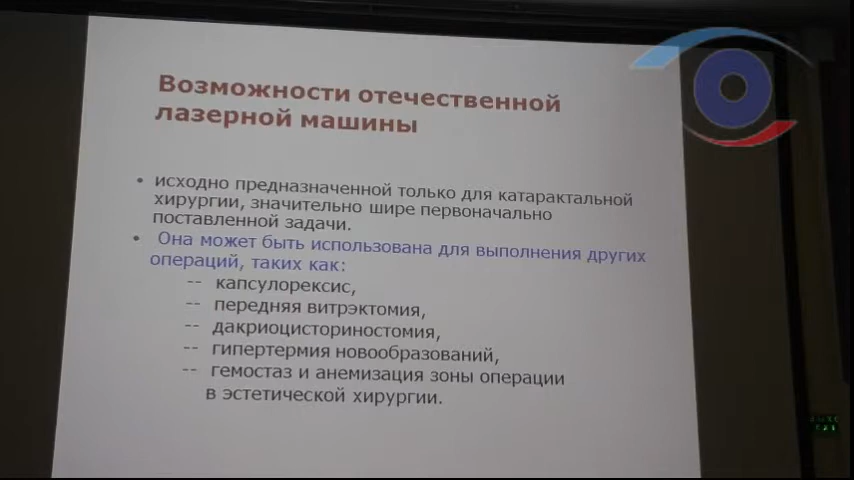 Возможности отечественной
лазерной машины
• исходно предназначенной только для катарактальной
хирургии, значительно шире первоначально
поставленной задачи.
• Она может быть использована для выполнения других
операций, таких как:
-- капсулорексис,
-- передняя витрэктомия,
-- дакриоцисториностомия,
-- гипертермия новообразований,
-- гемостаз и анемизация зоны операции
в эстетической хирургии.